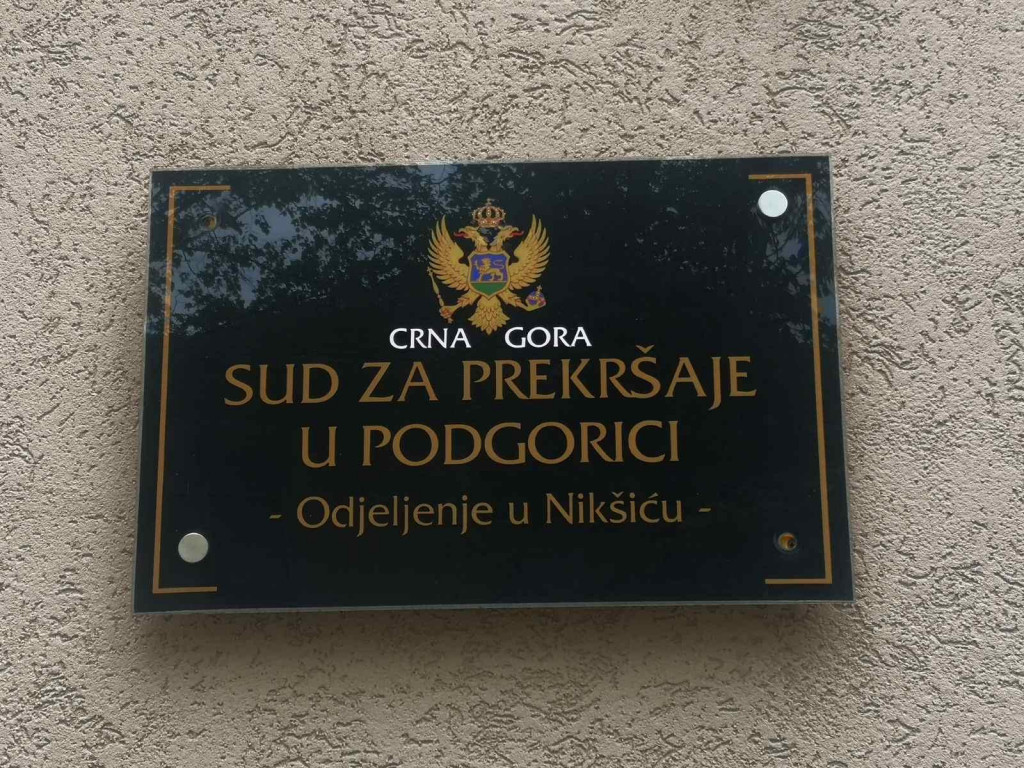 CRNA GORA
SUD ZA PREKRŠAJE
U PODGORICI
- Odjeljenje u Nikšiću -